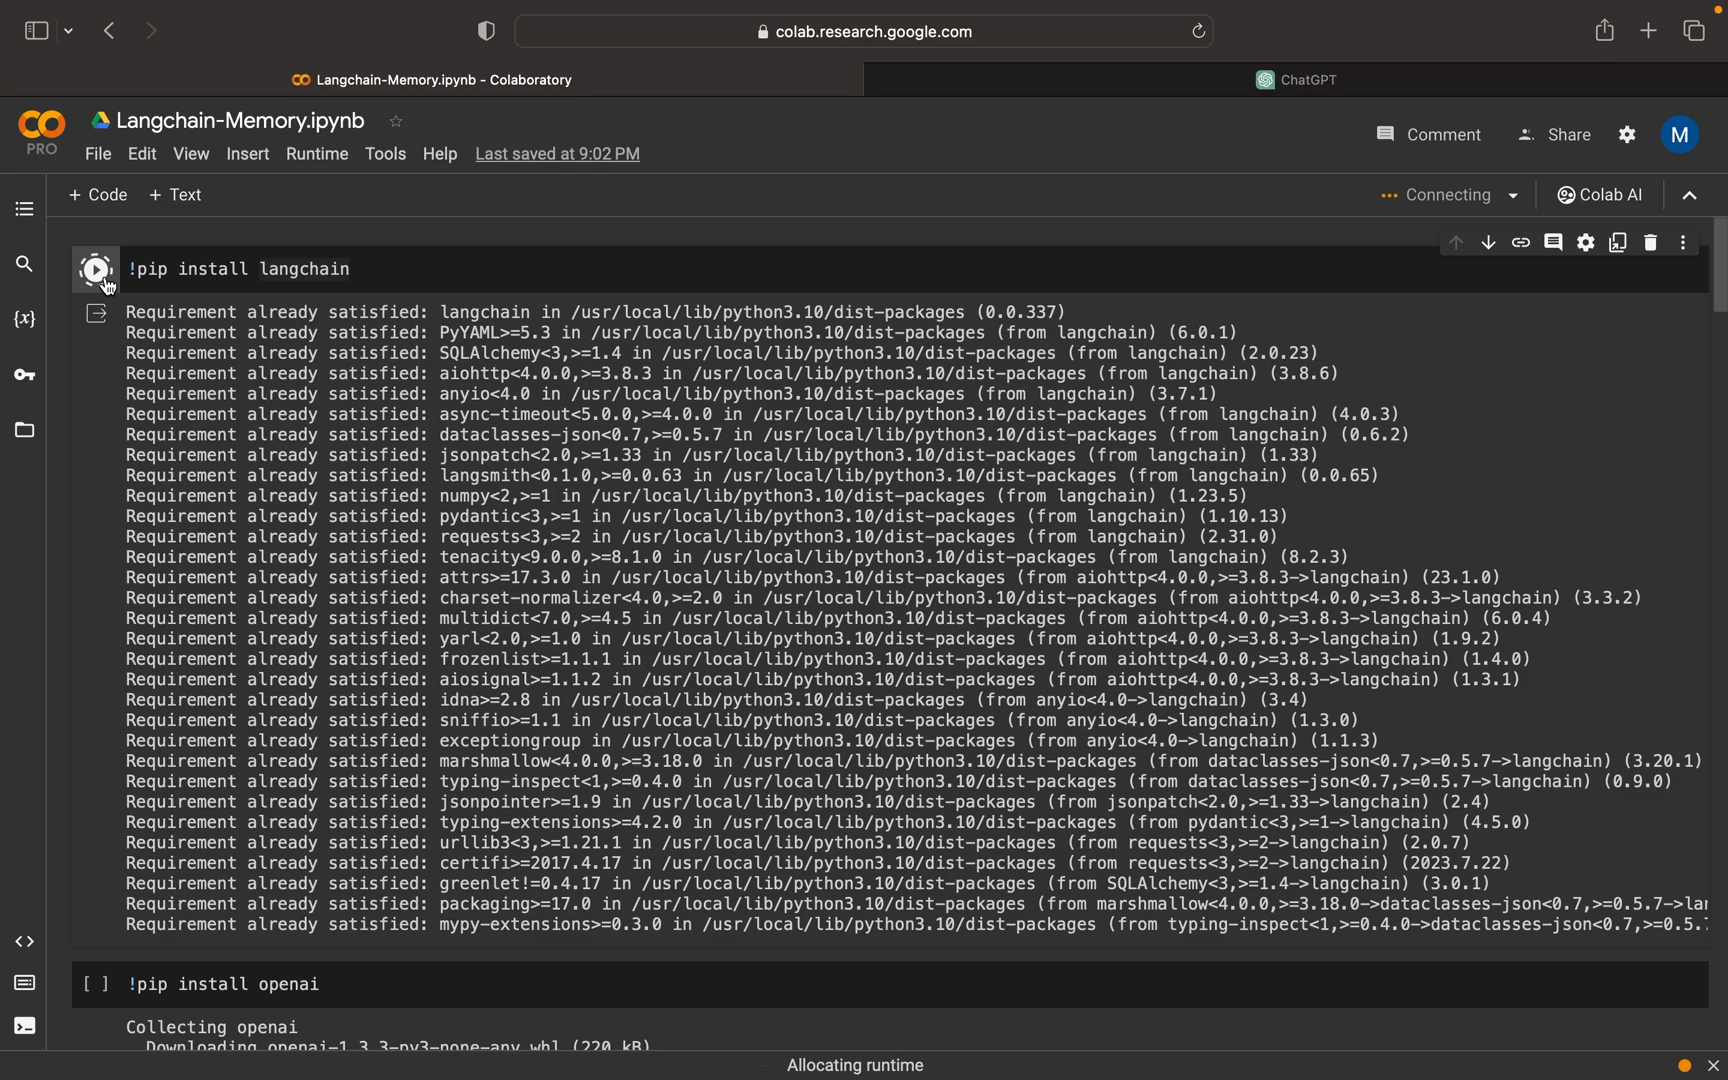 colab.research.google.com
Langchain-Memory.ipynb - Colaboratory
ChatGPT
Langchain-Memory.ipynb
PRO
File Edit View Insert Runtime Tools Help Last saved at 9:02 PM
Comment Share M
+ Code + Text
Connecting Colab AI
!pip install langchain
Requirement already satisfied: langchain in /usr/local/lib/python3.10/dist-packages (0.0.337)
Requirement already satisfied: PyYAML>=5.3 in /usr/local/lib/python3.10/dist-packages (from langchain) (6.0.1)
Requirement already satisfied: SQLAlchemy<3,>=1.4 in /usr/local/lib/python3.10/dist-packages (from langchain) (2.0.23)
Requirement already satisfied: aiohttp<4.0.0,>=3.8.3 in /usr/local/lib/python3.10/dist-packages (from langchain) (3.8.6)
Requirement already satisfied: anyio<4.0 in /usr/local/lib/python3.10/dist-packages (from langchain) (3.7.1)
Requirement already satisfied: async-timeout<5.0.0,>=4.0.0 in /usr/local/lib/python3.10/dist-packages (from langchain) (4.0.3)
Requirement already satisfied: dataclasses-json<0.7,>=0.5.7 in /usr/local/lib/python3.10/dist-packages (from langchain) (0.6.2)
Requirement already satisfied: jsonpatch<2.0,>=1.33 in /usr/local/lib/python3.10/dist-packages (from langchain) (1.33)
Requirement already satisfied: langsmith<0.1.0,>=0.0.63 in /usr/local/lib/python3.10/dist-packages (from langchain) (0.0.65)
Requirement already satisfied: numpy<2,>=1 in /usr/local/lib/python3.10/dist-packages (from langchain) (1.23.5)
Requirement already satisfied: pydantic<3,>=1 in /usr/local/lib/python3.10/dist-packages (from langchain) (1.10.13)
Requirement already satisfied: requests<3,>=2 in /usr/local/lib/python3.10/dist-packages (from langchain) (2.31.0)
Requirement already satisfied: tenacity<9.0.0,>=8.1.0 in /usr/local/lib/python3.10/dist-packages (from langchain) (8.2.3)
Requirement already satisfied: attrs>=17.3.0 in /usr/local/lib/python3.10/dist-packages (from aiohttp<4.0.0,>=3.8.3->langchain) (23.1.0)
Requirement already satisfied: charset-normalizer<4.0,>=2.0 in /usr/local/lib/python3.10/dist-packages (from aiohttp<4.0.0,>=3.8.3->langchain) (3.3.2)
Requirement already satisfied: multidict<7.0,>=4.5 in /usr/local/lib/python3.10/dist-packages (from aiohttp<4.0.0,>=3.8.3->langchain) (6.0.4)
Requirement already satisfied: yarl<2.0,>=1.0 in /usr/local/lib/python3.10/dist-packages (from aiohttp<4.0.0,>=3.8.3->langchain) (1.9.2)
Requirement already satisfied: frozenlist>=1.1.1 in /usr/local/lib/python3.10/dist-packages (from aiohttp<4.0.0,>=3.8.3->langchain) (1.4.0)
Requirement already satisfied: aiosignal>=1.1.2 in /usr/local/lib/python3.10/dist-packages (from aiohttp<4.0.0,>=3.8.3->langchain) (1.3.1)
Requirement already satisfied: idna>=2.8 in /usr/local/lib/python3.10/dist-packages (from anyio<4.0->langchain) (3.4)
Requirement already satisfied: sniffio>=1.1 in /usr/local/lib/python3.10/dist-packages (from anyio<4.0->langchain) (1.3.0)
Requirement already satisfied: exceptiongroup in /usr/local/lib/python3.10/dist-packages (from anyio<4.0->langchain) (1.1.3)
Requirement already satisfied: marshmallow<4.0.0,>=3.18.0 in /usr/local/lib/python3.10/dist-packages (from dataclasses-json<0.7,>=0.5.7->langchain) (3.20.1)
Requirement already satisfied: typing-inspect<1,>=0.4.0 in /usr/local/lib/python3.10/dist-packages (from dataclasses-json<0.7,>=0.5.7->langchain) (0.9.0)
Requirement already satisfied: jsonpointer>=1.9 in /usr/local/lib/python3.10/dist-packages (from jsonpatch<2.0,>=1.33->langchain) (2.4)
Requirement already satisfied: typing-extensions>=4.2.0 in /usr/local/lib/python3.10/dist-packages (from pydantic<3,>=1->langchain) (4.5.0)
Requirement already satisfied: urllib3<3,>=1.21.1 in /usr/local/lib/python3.10/dist-packages (from requests<3,>=2->langchain) (2.0.7)
Requirement already satisfied: certifi>=2017.4.17 in /usr/local/lib/python3.10/dist-packages (from requests<3,>=2->langchain) (2023.7.22)
Requirement already satisfied: greenlet!=0.4.17 in /usr/local/lib/python3.10/dist-packages (from SQLAlchemy<3,>=1.4->langchain) (3.0.1)
Requirement already satisfied: packaging>=17.0 in /usr/local/lib/python3.10/dist-packages (from marshmallow<4.0.0,>=3.18.0->dataclasses-json<0.7,>=0.5.7->lan
Requirement already satisfied: mypy-extensions>=0.3.0 in /usr/local/lib/python3.10/dist-packages (from typing-inspect<1,>=0.4.0->dataclasses-json<0.7,>=0.5.7
[ ] !pip install openai
Collecting openai
Downloading openai-1.3.3-py3-none-any.whl (220 kB)
Allocating runtime